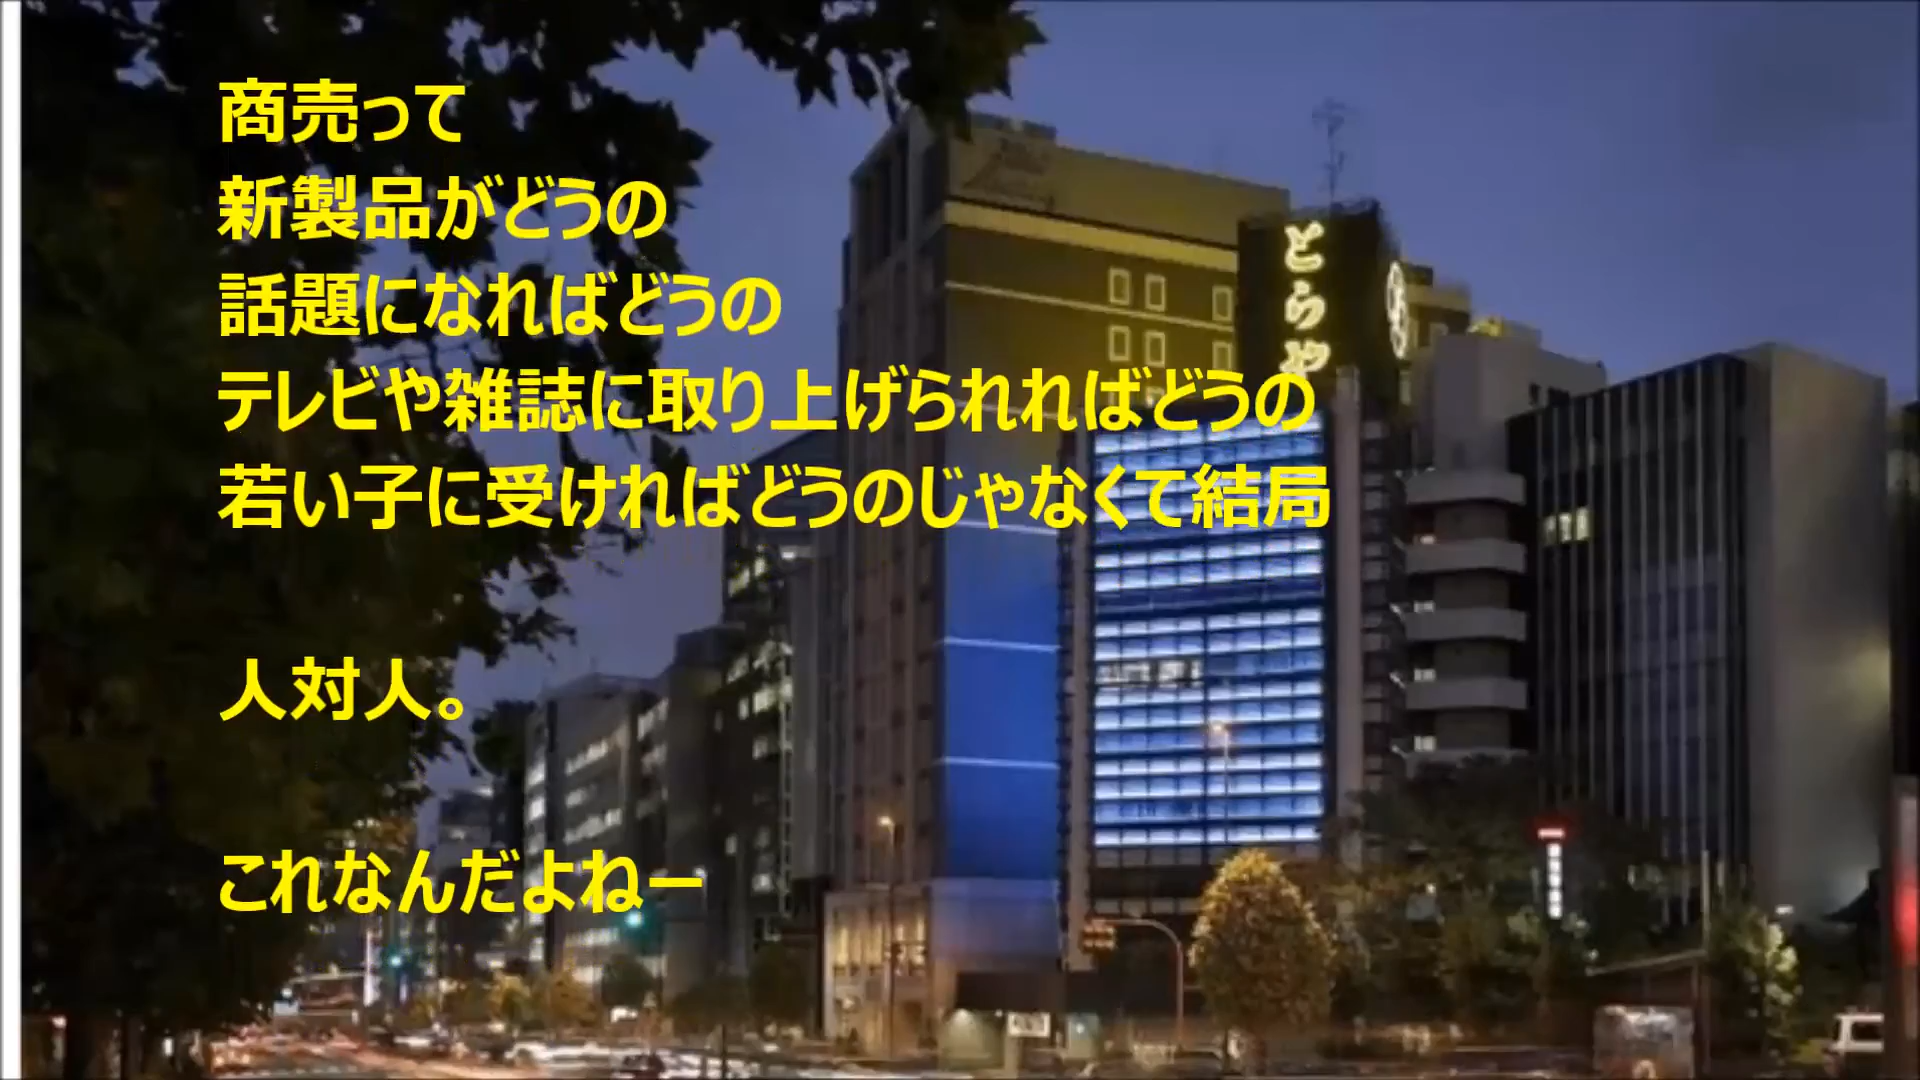 商売って
新製品がどうの
話題になればどうの
テレビや雑誌に取り上げられればどうの
若い子に受ければどうのじゃなくて結局
人対人。
これなんだよねー
とらや